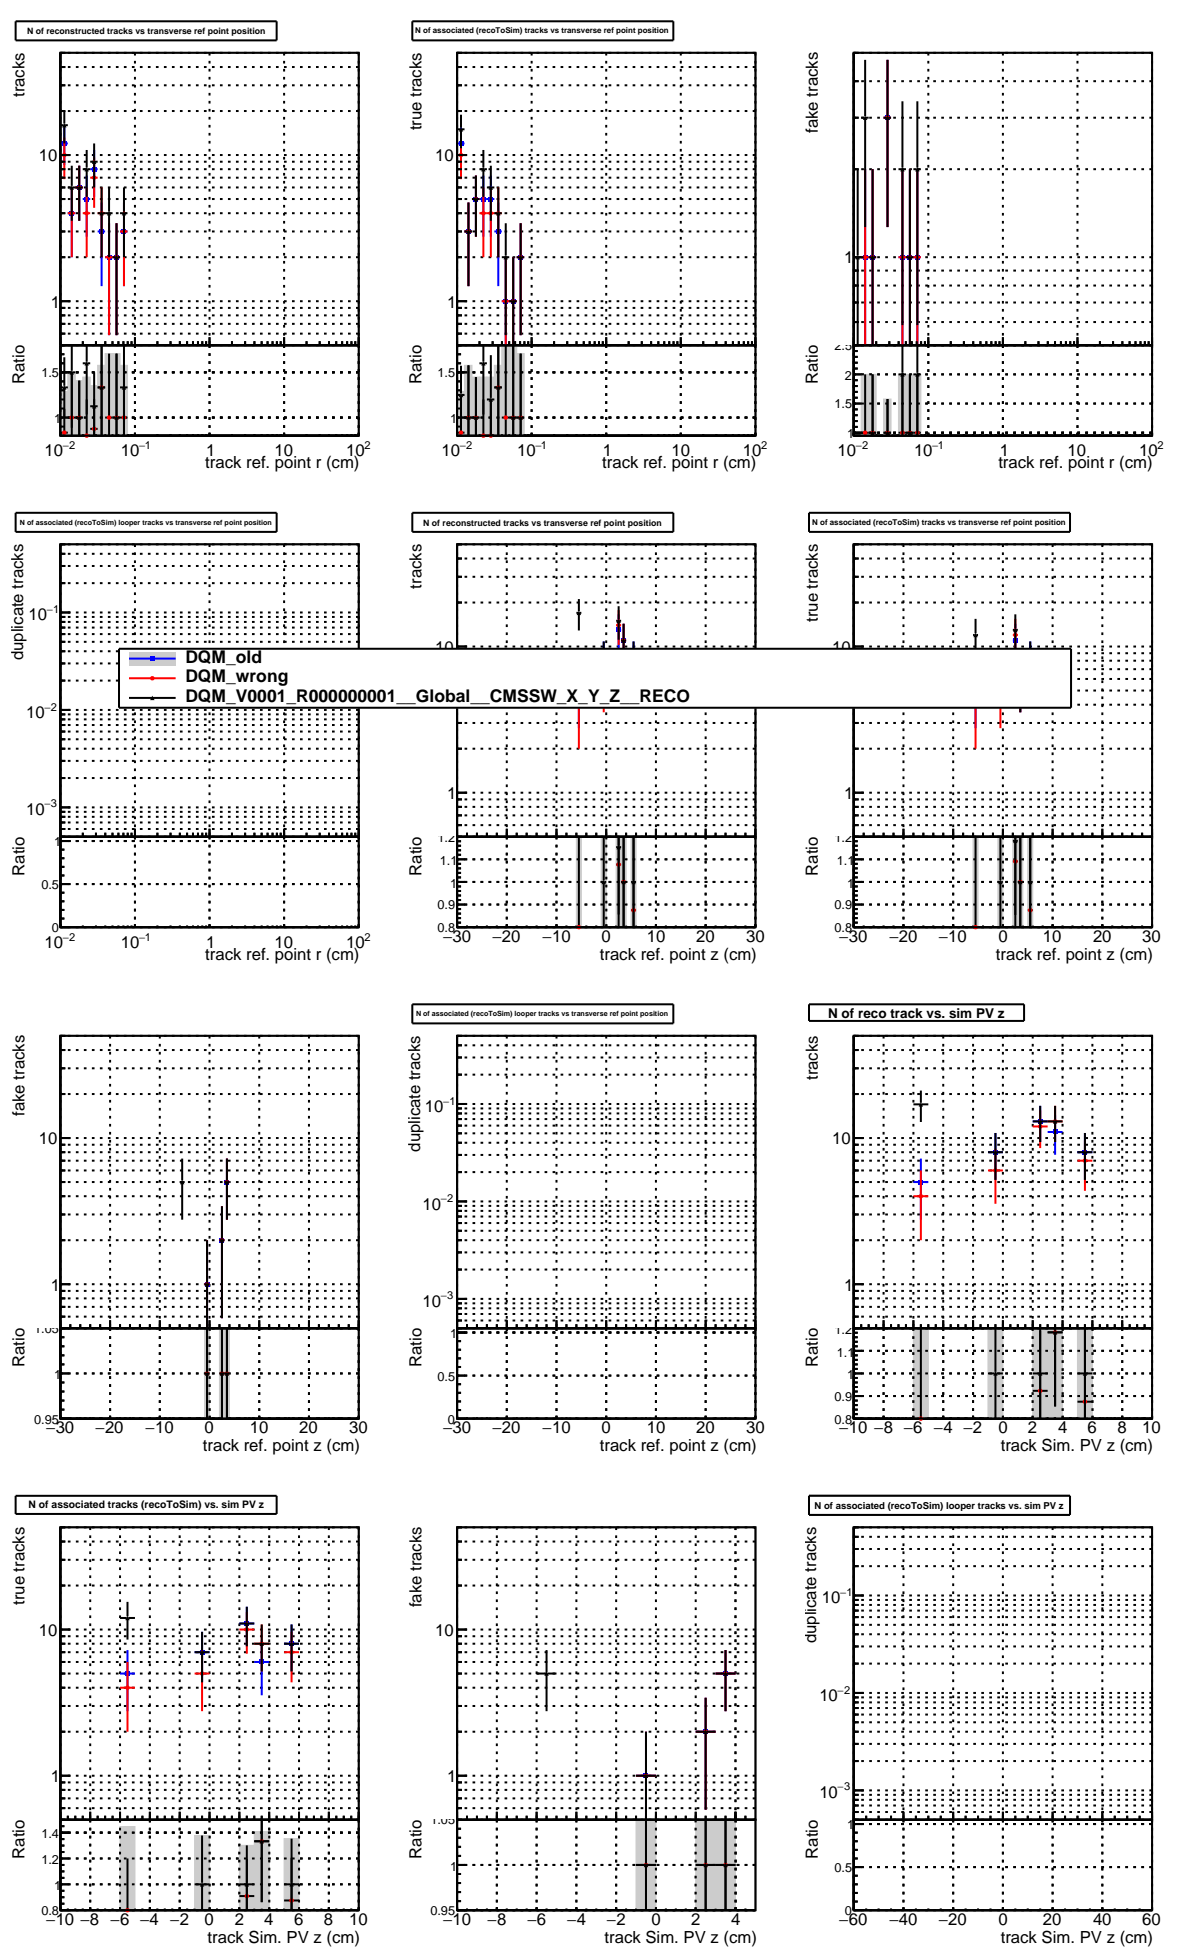 N of reconstructed tracks vs transverse ref point position
tracks
10
1
Ratio
1.5
1
10−2 10−1 1 10 102
track ref. point r (cm)
N of associated (recoToSim) tracks vs transverse ref point position
true tracks
10
1
Ratio
1.5
1
10−2 10−1 1 10 102
track ref. point r (cm)
fake tracks
1
Ratio
2.5
2
1.5
1
10−2 10−1 1 10 102
track ref. point r (cm)
N of associated (recoToSim) looper tracks vs transverse ref point position
duplicate tracks
10−1
10−2
10−3
Ratio
1
0.5
0
10−2 10−1 1 10 102
track ref. point r (cm)
N of reconstructed tracks vs transverse ref point position
tracks
10
1
Ratio
1.2
1.1
1
0.9
0.8
−30 −20 −10 0 10 20 30
track ref. point z (cm)
N of associated (recoToSim) tracks vs transverse ref point position
true tracks
10
1
Ratio
1.2
1.1
1
0.9
0.8
−30 −20 −10 0 10 20 30
track ref. point z (cm)
DQM_old
DQM_wrong
DQM_V0001_R000000001__Global__CMSSW_X_Y_Z__RECO
fake tracks
10
1
Ratio
1.05
1
0.95
−30 −20 −10 0 10 20 30
track ref. point z (cm)
N of associated (recoToSim) looper tracks vs transverse ref point position
duplicate tracks
10−1
10−2
10−3
Ratio
1
0.5
0
−30 −20 −10 0 10 20 30
track ref. point z (cm)
N of reco track vs. sim PV z
tracks
10
1
Ratio
1.2
1.1
1
0.9
0.8
−10 −8 −6 −4 −2 0 2 4 6 8 10
track Sim. PV z (cm)
N of associated tracks (recoToSim) vs. sim PV z
true tracks
10
1
Ratio
1.4
1.2
1
0.8
−10 −8 −6 −4 −2 0 2 4 6 8 10
track Sim. PV z (cm)
fake tracks
10
1
Ratio
1.05
1
0.95
−10 −8 −6 −4 −2 0 2 4
track Sim. PV z (cm)
N of associated (recoToSim) looper tracks vs. sim PV z
duplicate tracks
10−1
10−2
10−3
Ratio
1
0.5
0
−60 −40 −20 0 20 40 60
track Sim. PV z (cm)